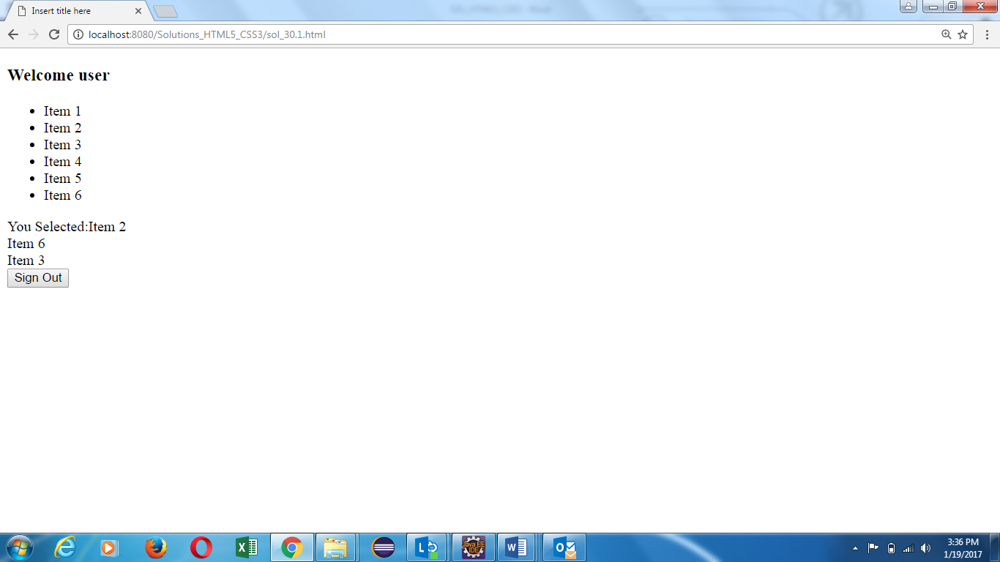 Insert title here
localhost:8080/Solutions_HTML5_CSS3/sol_30.1.html
Welcome user
• Item 1
• Item 2
• Item 3
• Item 4
• Item 5
• Item 6
You Selected:Item 2
Item 6
Item 3
Sign Out
Java EE
IDE
3:36 PM
1/19/2017